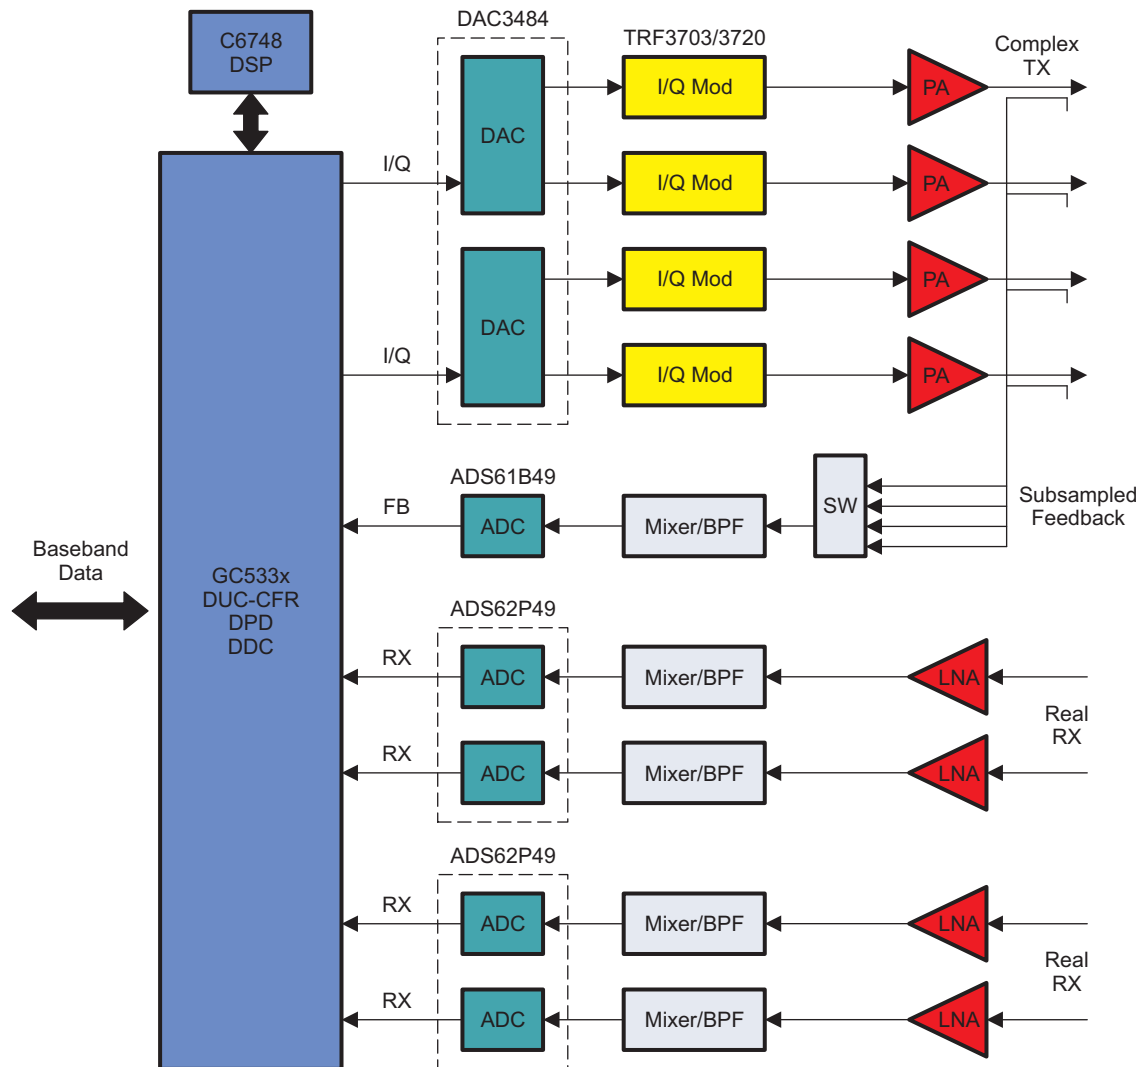 C6748
DSP
DAC3484
TRF3703/3720
Complex
TX
DAC
I/Q Mod
PA
I/Q
I/Q Mod
PA
DAC
I/Q Mod
PA
I/Q
I/Q Mod
PA
ADS61B49
FB
ADC
Mixer/BPF
SW
Subsampled
Feedback
Baseband
Data
GC533x
DUC-CFR
DPD
DDC
ADS62P49
RX
ADC
Mixer/BPF
LNA
Real
RX
RX
ADC
Mixer/BPF
LNA
ADS62P49
RX
ADC
Mixer/BPF
LNA
Real
RX
RX
ADC
Mixer/BPF
LNA